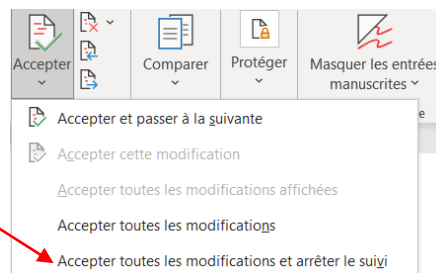 Accepter
Comparer
Protéger
Masquer les entrées
manuscrites
e
Accepter et passer à la suivante
Accepter cette modification
Accepter toutes les modifications affichées
Accepter toutes les modifications
Accepter toutes les modifications et arrêter le suivi